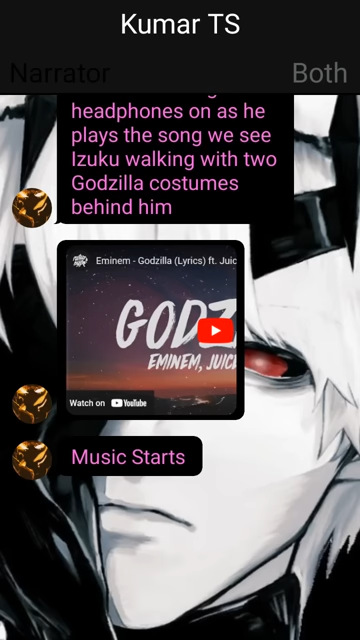 Kumar TS
Narrator
Both
headphones on as he
plays the song we see
Izuku walking with two
Godzilla costumes
behind him
Eminem - Godzilla (Lyrics) ft. Juic
GODZ
EMINEM, JUIC
Watch on YouTube
Music Starts